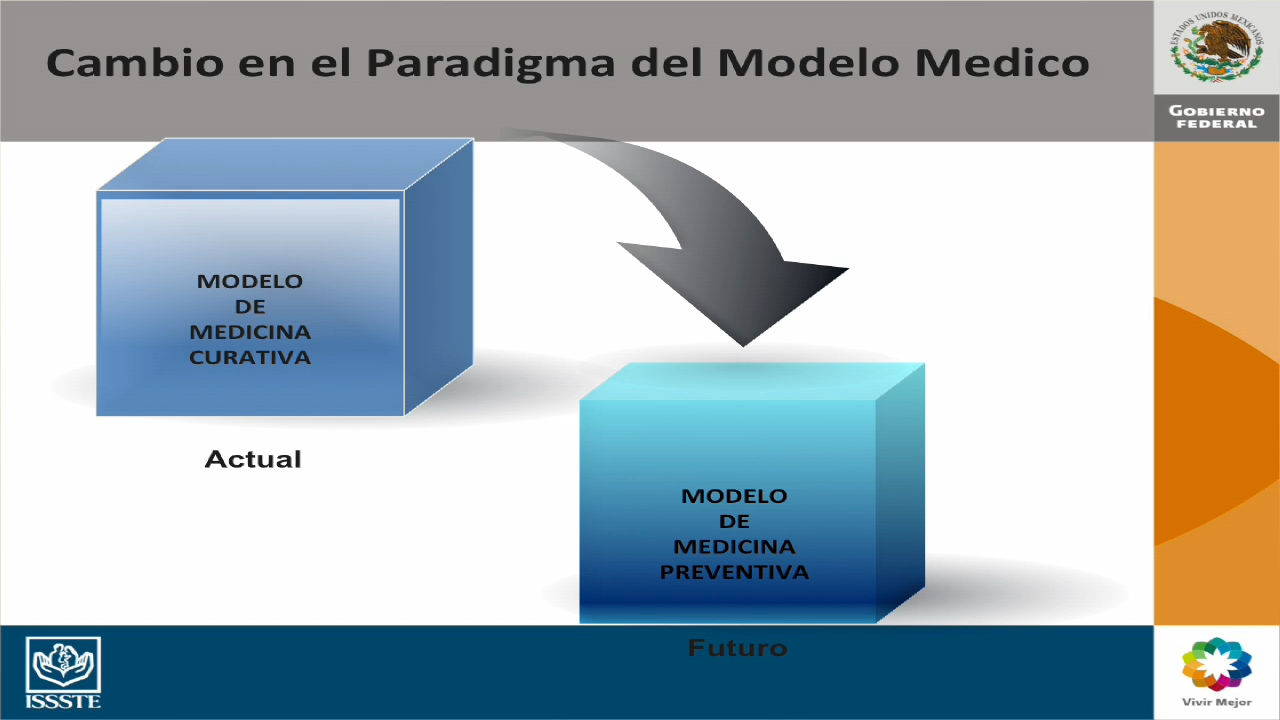 Cambio en el Paradigma del Modelo Medico
ESTADOS UNIDOS MEXICANOS
GOBIERNO
FEDERAL
MODELO
DE
MEDICINA
CURATIVA
Actual
MODELO
DE
MEDICINA
PREVENTIVA
Futuro
ISSSTE
Vivir Mejor